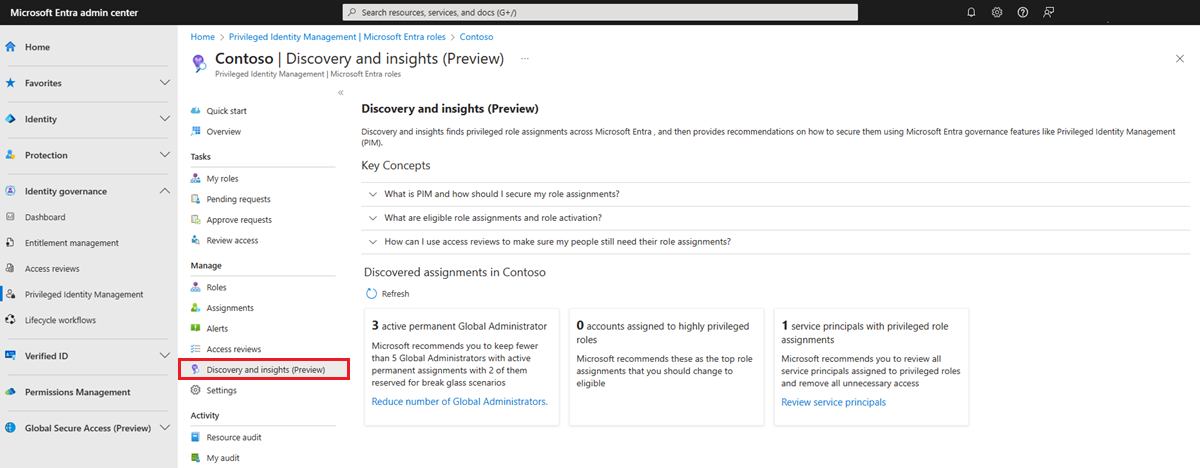 Microsoft Entra admin center
Search resources, services, and docs (G+/)
Home
Favorites
Identity
Protection
Identity governance
Dashboard
Entitlement management
Access reviews
Privileged Identity Management
Lifecycle workflows
Verified ID
Permissions Management
Global Secure Access (Preview)
Home > Privileged Identity Management | Microsoft Entra roles > Contoso
Contoso | Discovery and insights (Preview) ...
Privileged Identity Management | Microsoft Entra roles
Quick start
Overview
Tasks
My roles
Pending requests
Approve requests
Review access
Manage
Roles
Assignments
Alerts
Access reviews
Discovery and insights (Preview)
Settings
Activity
Resource audit
My audit
Discovery and insights (Preview)
Discovery and insights finds privileged role assignments across Microsoft Entra , and then provides recommendations on how to secure them using Microsoft Entra governance features like Privileged Identity Management
(PIM).
Key Concepts
What is PIM and how should I secure my role assignments?
What are eligible role assignments and role activation?
How can I use access reviews to make sure my people still need their role assignments?
Discovered assignments in Contoso
Refresh
3 active permanent Global Administrator
Microsoft recommends you to keep fewer
than 5 Global Administrators with active
permanent assignments with 2 of them
reserved for break glass scenarios
Reduce number of Global Administrators.
0 accounts assigned to highly privileged
roles
Microsoft recommends these as the top role
assignments that you should change to
eligible
1 service principals with privileged role
assignments
Microsoft recommends you to review all
service principals assigned to privileged roles
and remove all unnecessary access
Review service principals